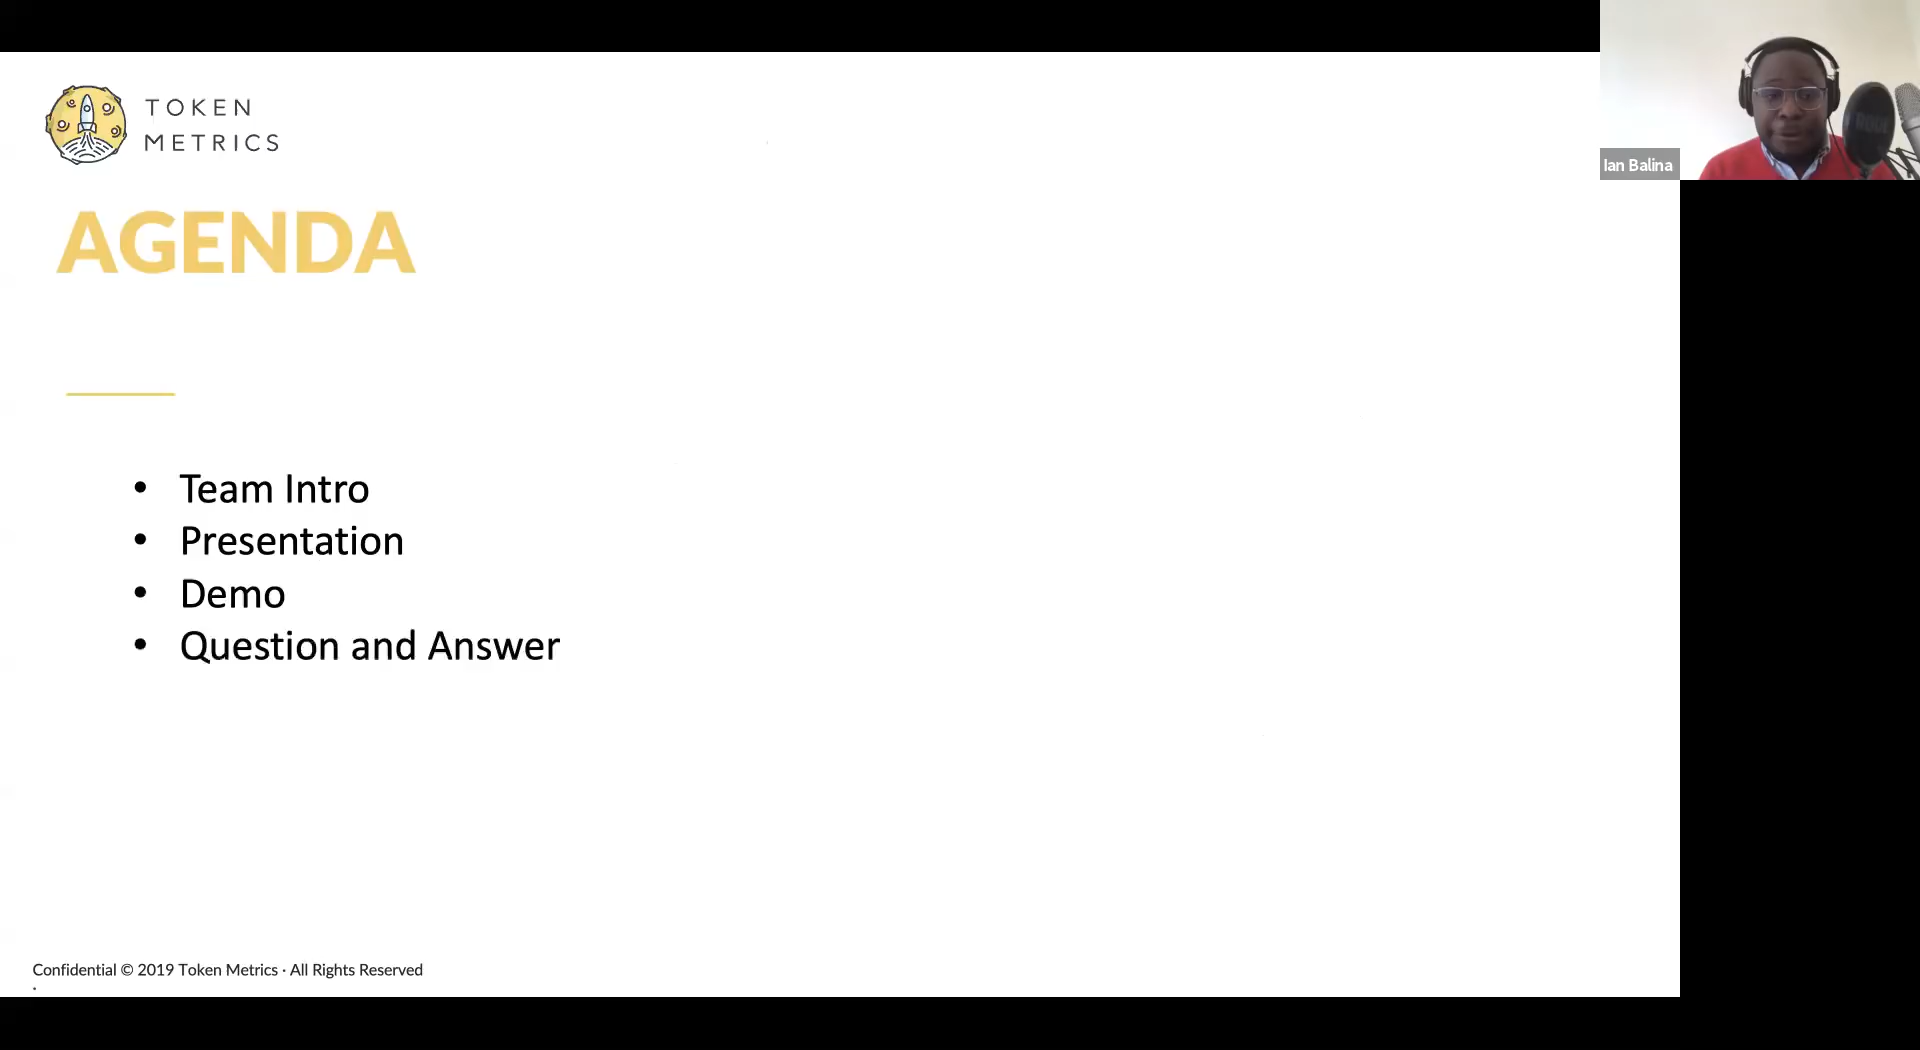 TOKEN
METRICS
Ian Balina
AGENDA
• Team Intro
• Presentation
• Demo
• Question and Answer
Confidential © 2019 Token Metrics · All Rights Reserved
.